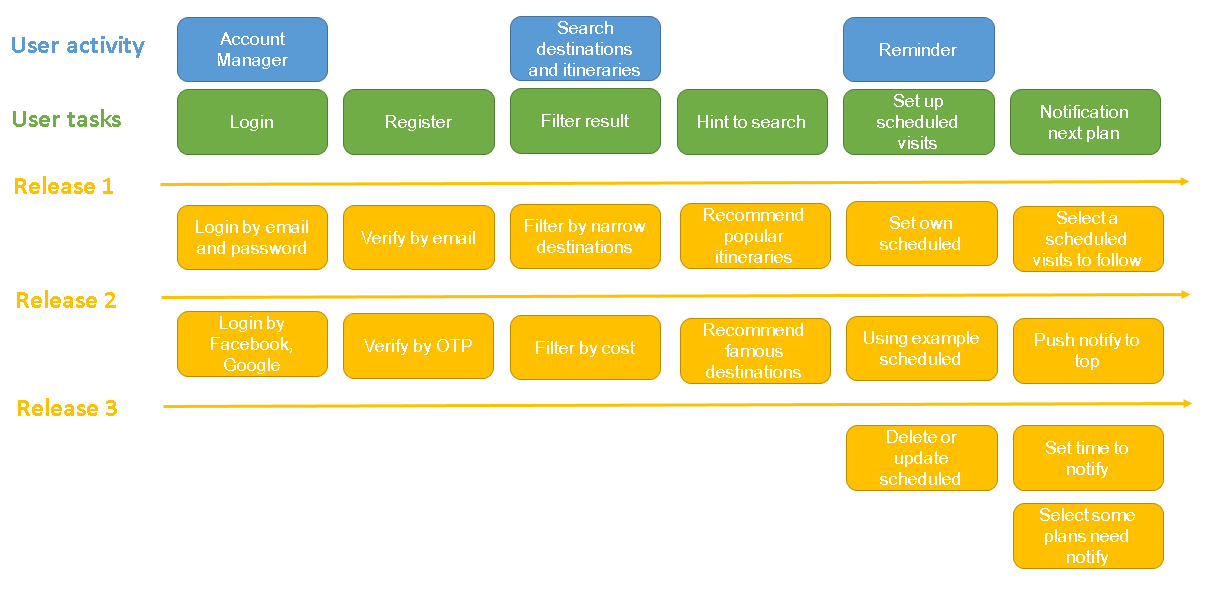 User activity
Account
Manager
Search
destinations
and itineraries
Reminder
User tasks
Login
Register
Filter result
Hint to search
Set up
scheduled
visits
Notification
next plan
Release 1
Login by email
and password
Verify by email
Filter by narrow
destinations
Recommend
popular
itineraries
Set own
scheduled
Select a
scheduled
visits to follow
Release 2
Login by
Facebook,
Google
Verify by OTP
Filter by cost
Recommend
famous
destinations
Using example
scheduled
Push notify to
top
Release 3
Delete or
update
scheduled
Set time to
notify
Select some
plans need
notify